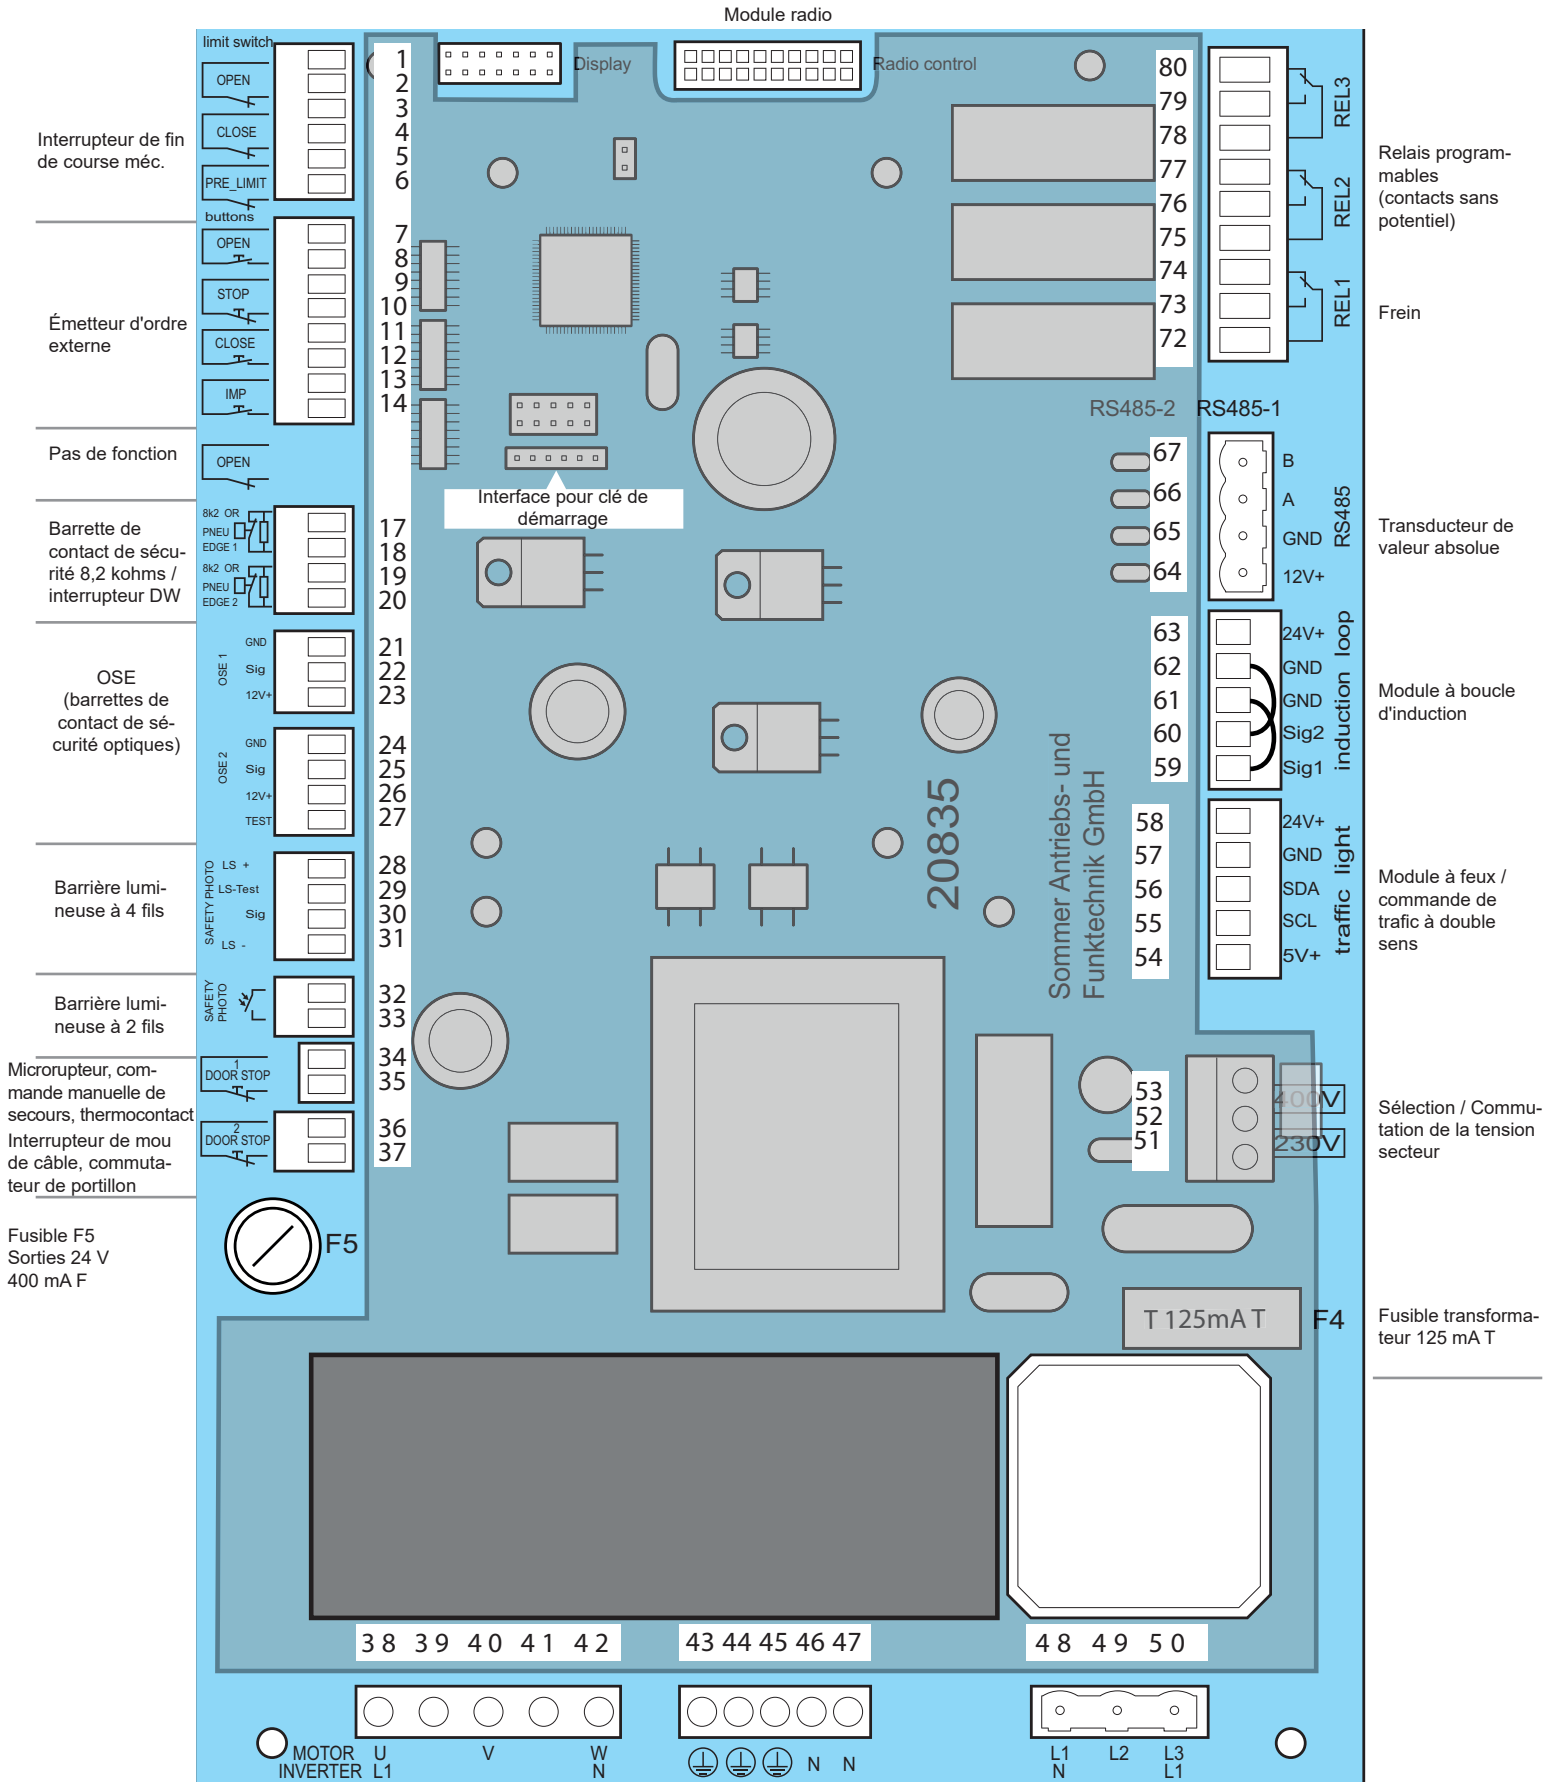 Module radio
limit switch
OPEN
CLOSE
PRE_LIMIT
Interrupteur de fin
de course méc.
1
2
3
4
5
6
Display
Radio control
buttons
OPEN
STOP
CLOSE
IMP
Émetteur d'ordre
externe
7
8
9
10
11
12
13
14
Pas de fonction
OPEN
Interface pour clé de
démarrage
Barrette de
contact de sécu-
rité 8,2 kohms /
interrupteur DW
8k2 OR
PNEU
EDGE 1
8k2 OR
PNEU
EDGE 2
17
18
19
20
OSE
(barrettes de
contact de sé-
curité optiques)
OSE 1
GND
Sig
12V+
21
22
23
OSE 2
GND
Sig
12V+
TEST
24
25
26
27
Barrière lumi-
neuse à 4 fils
SAFETY PHOTO
LS +
LS-Test
Sig
LS -
28
29
30
31
Barrière lumi-
neuse à 2 fils
SAFETY
PHOTO
32
33
Microrupteur, com-
mande manuelle de
secours, thermocontact
1
DOOR STOP
34
35
Interrupteur de mou
de câble, commuta-
teur de portillon
2
DOOR STOP
36
37
Fusible F5
Sorties 24 V
400 mA F
F5
80
79
78
77
76
75
74
73
72
REL3
REL2
REL1
Relais program-
mables
(contacts sans
potentiel)
Frein
RS485-2
RS485-1
67
66
65
64
B
A
GND
12V+
RS485
Transducteur de
valeur absolue
63
62
61
60
59
24V+
GND
GND
Sig2
Sig1
induction loop
Module à boucle
d'induction
20835
Sommer Antriebs- und
Funktechnik GmbH
58
57
56
55
54
24V+
GND
SDA
SCL
5V+
traffic light
Module à feux /
commande de
trafic à double
sens
53
52
51
400V
230V
Sélection / Commu-
tation de la tension
secteur
T 125mA T
F4
Fusible transforma-
teur 125 mA T
38 39 40 41 42
43 44 45 46 47
48 49 50
MOTOR U V W
INVERTER L1 N
N N
L1 L2 L3
N L1